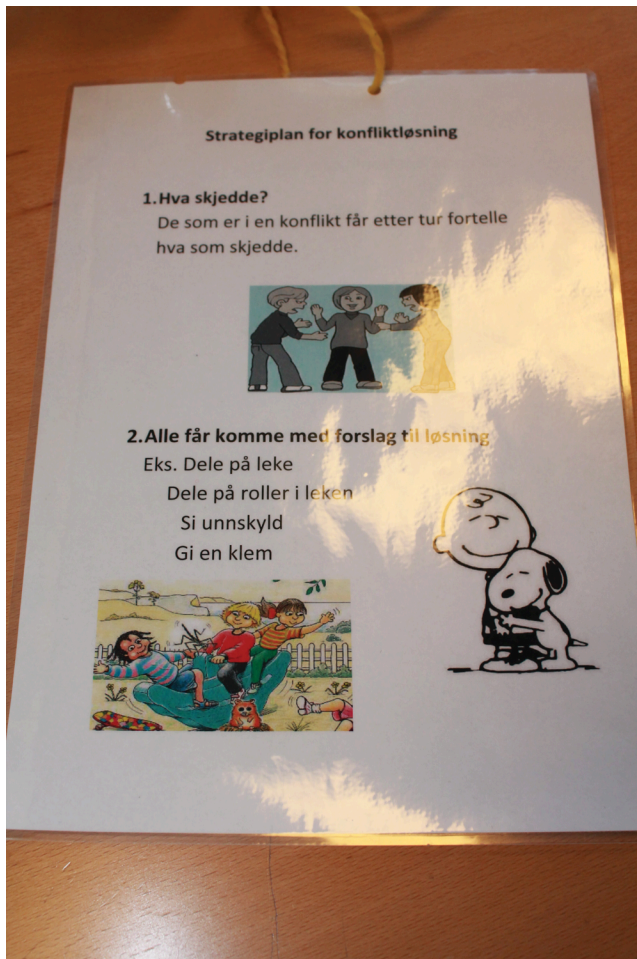 Strategiplan for konfliktløsning
1. Hva skjedde?
De som er i en konflikt får etter tur fortelle
hva som skjedde.
2. Alle får komme med forslag til løsning
Eks. Dele på leke
Dele på roller i leken
Si unnskyld
Gi en klem